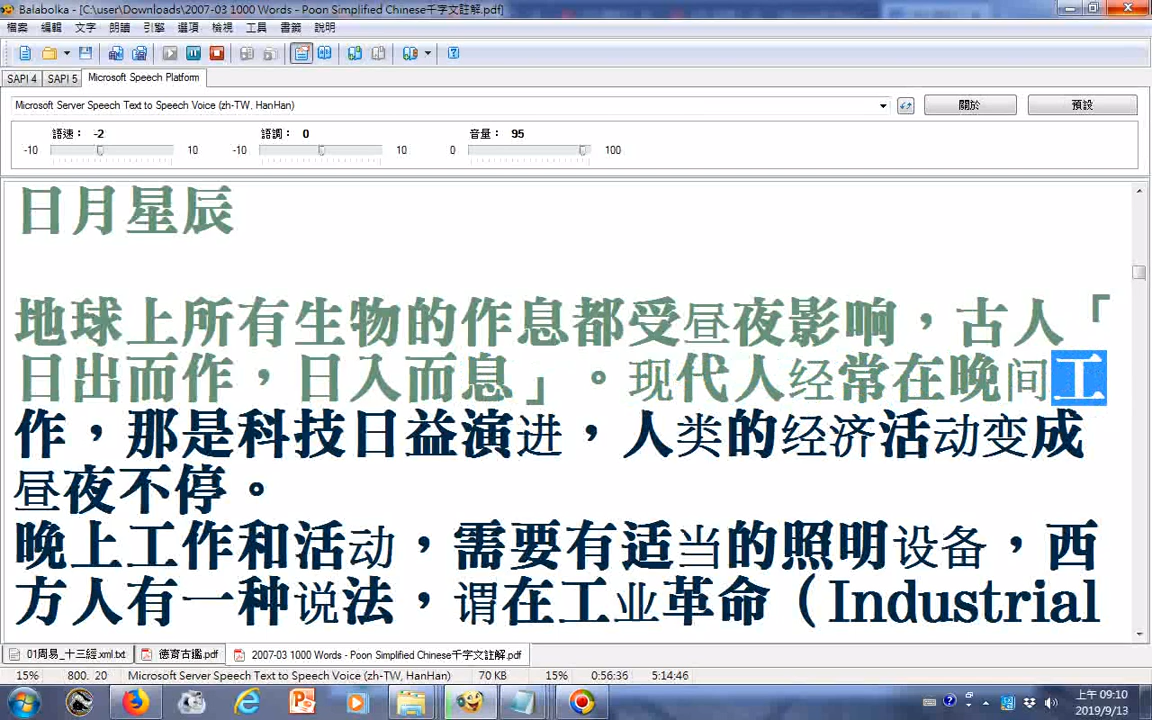 Balabolka - [C:\user\Downloads\2007-03 1000 Words - Poon Simplified Chinese千字文註解.pdf]
檔案 編輯 文字 朗讀 引擎 選項 檢視 工具 書籤 說明
SAPI 4 SAPI 5 Microsoft Speech Platform
Microsoft Server Speech Text to Speech Voice (zh-TW, HanHan) 關於 預設
語速： -2 語調： 0 音量： 95
-10 10 -10 10 0 100
日月星辰
地球上所有生物的作息都受昼夜影响，古人「
日出而作，日入而息」。现代人经常在晚间工
作，那是科技日益演进，人类的经济活动变成
昼夜不停。
晚上工作和活动，需要有适当的照明设备，西
方人有一种说法，谓在工业革命（Industrial
01周易_十三經.xml.txt 德育古鑑.pdf 2007-03 1000 Words - Poon Simplified Chinese千字文註解.pdf
15% 800. 20 Microsoft Server Speech Text to Speech Voice (zh-TW, HanHan) 70 KB 15% 0:56:36 5:14:46
上午 09:10
2019/9/13